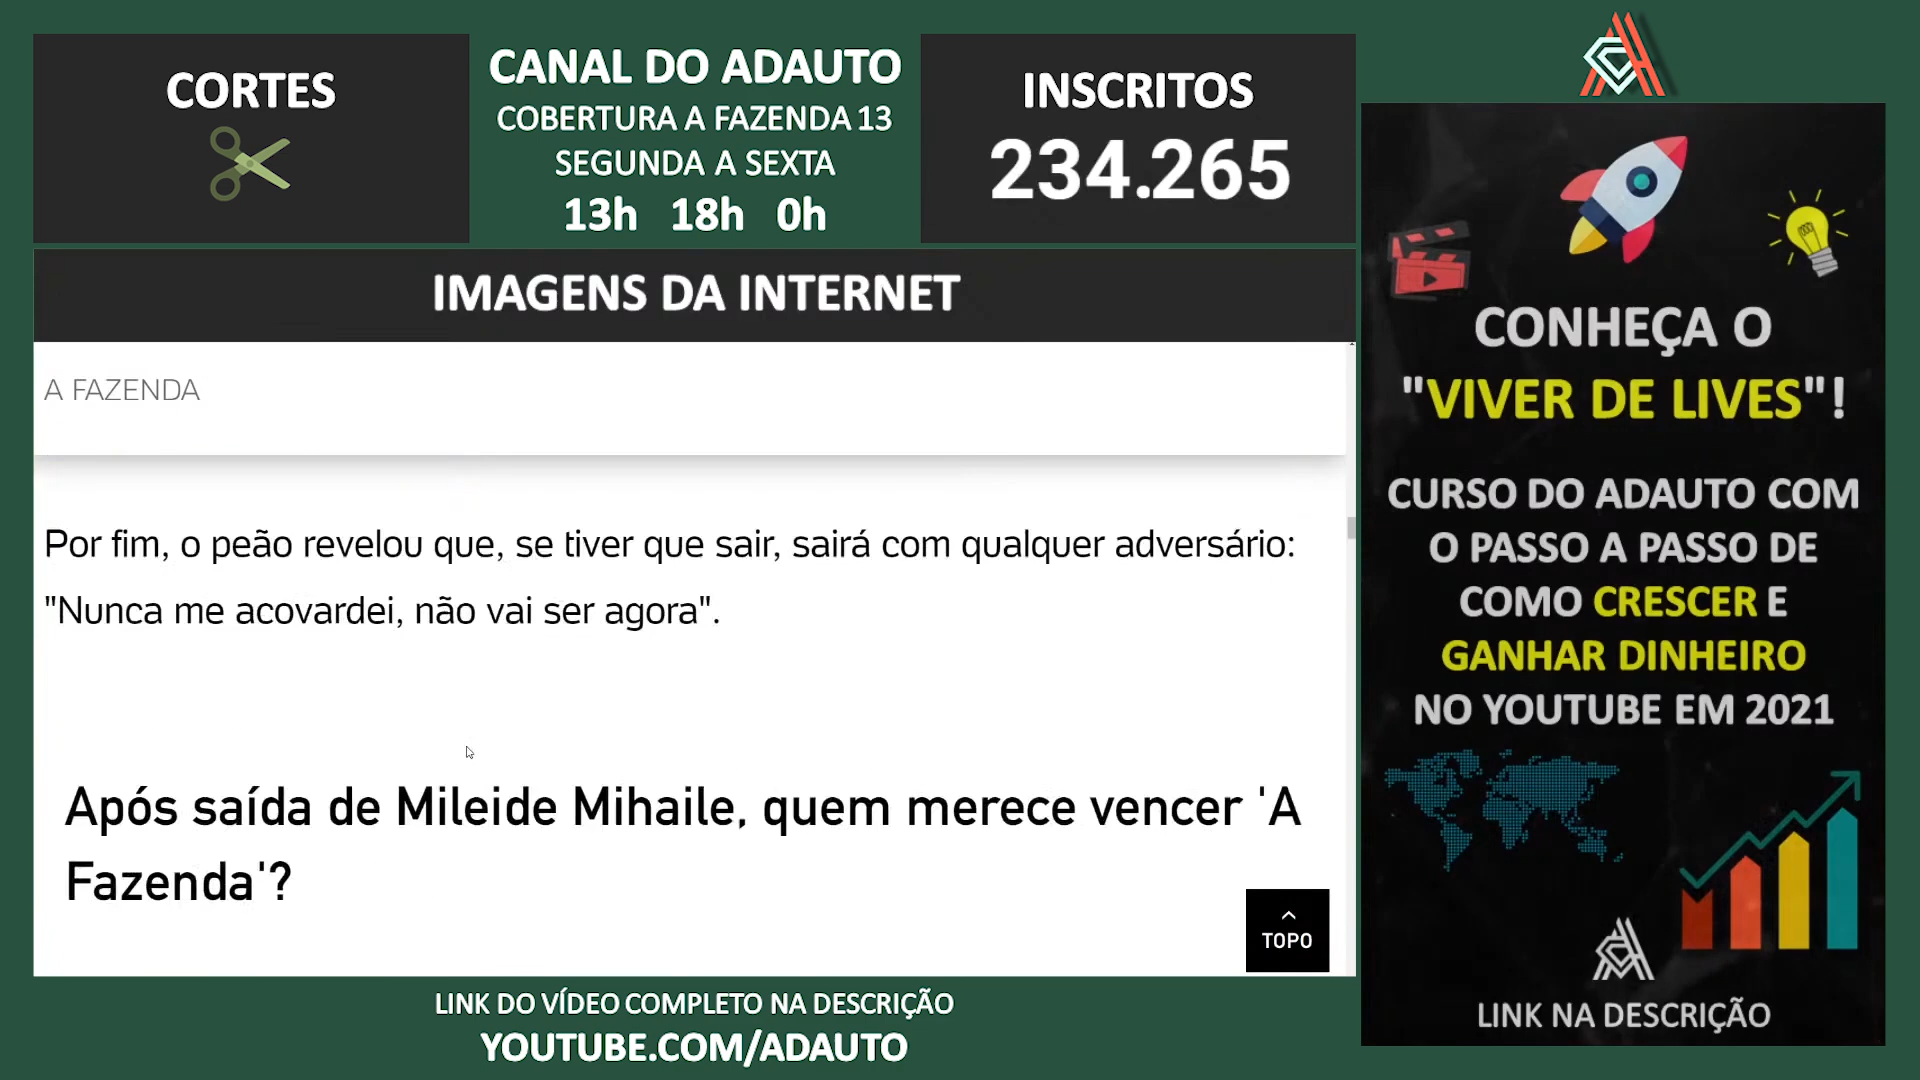 CORTES
CANAL DO ADAUTO
COBERTURA A FAZENDA 13
SEGUNDA A SEXTA
13h 18h 0h
INSCRITOS
234.265
IMAGENS DA INTERNET
A FAZENDA
Por fim, o peão revelou que, se tiver que sair, sairá com qualquer adversário:
"Nunca me acovardei, não vai ser agora".
Após saída de Mileide Mihaile, quem merece vencer 'A
Fazenda'?
TOPO
LINK DO VÍDEO COMPLETO NA DESCRIÇÃO
YOUTUBE.COM/ADAUTO
CONHEÇA O
"VIVER DE LIVES"!
CURSO DO ADAUTO COM
O PASSO A PASSO DE
COMO CRESCER E
GANHAR DINHEIRO
NO YOUTUBE EM 2021
LINK NA DESCRIÇÃO